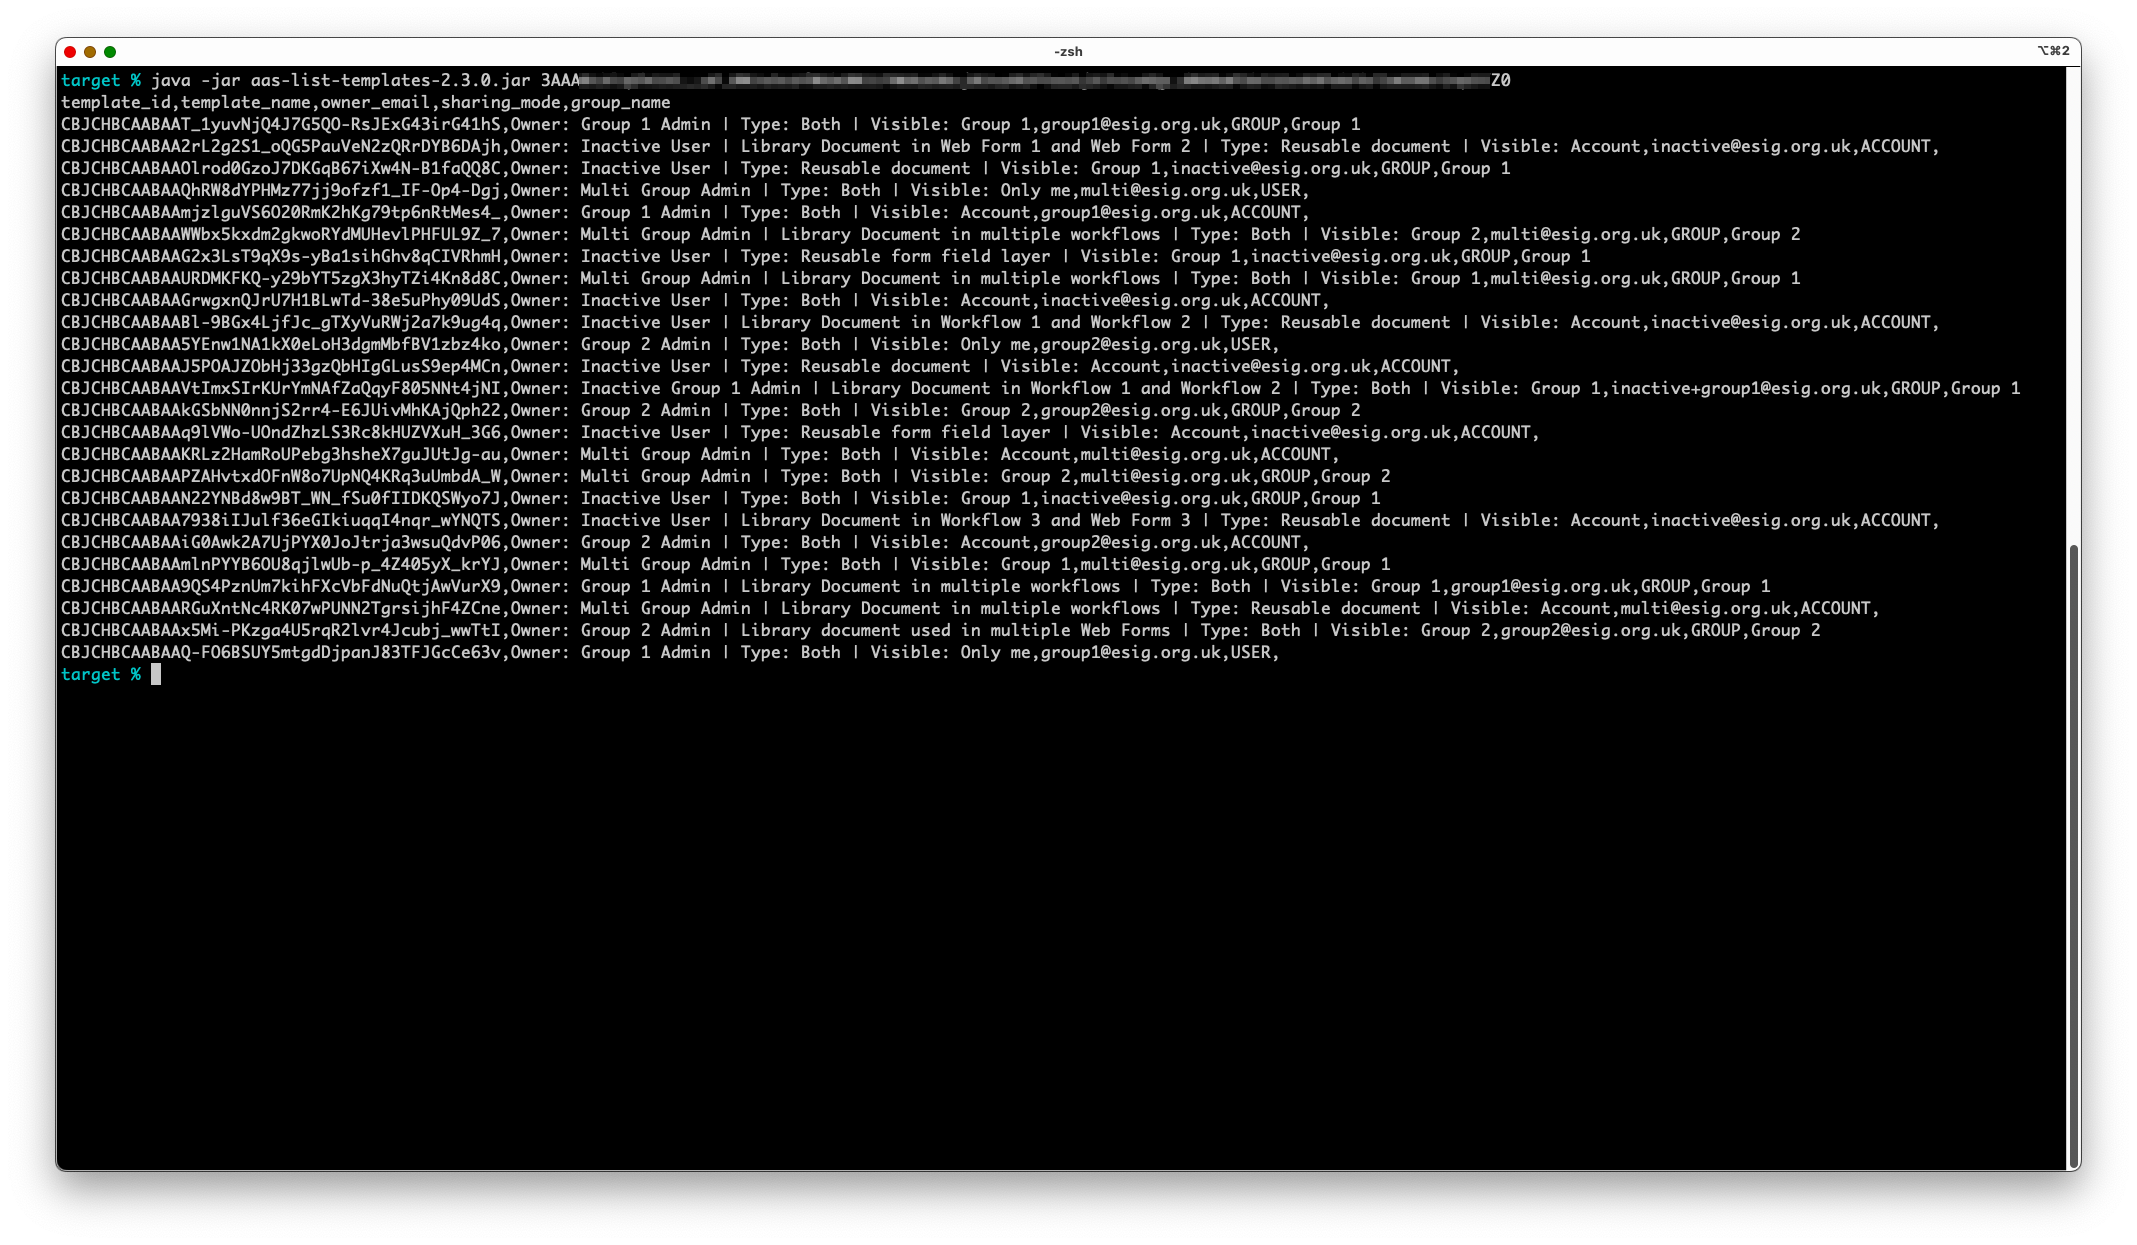 -zsh
⌥⌘2
target % java -jar aas-list-templates-2.3.0.jar 3AAA Z0
template_id,template_name,owner_email,sharing_mode,group_name
CBJCHBCAABAAT_1yuvNjQ4J7G5QO-RsJExG43irG41hS,Owner: Group 1 Admin | Type: Both | Visible: Group 1,group1@esig.org.uk,GROUP,Group 1
CBJCHBCAABAA2rL2g2S1_oQG5PauVeN2zQRrDYB6DAjh,Owner: Inactive User | Library Document in Web Form 1 and Web Form 2 | Type: Reusable document | Visible: Account,inactive@esig.org.uk,ACCOUNT,
CBJCHBCAABAAOlrod0GzoJ7DKGqB67iXw4N-B1faQQ8C,Owner: Inactive User | Type: Reusable document | Visible: Group 1,inactive@esig.org.uk,GROUP,Group 1
CBJCHBCAABAAQhRW8dYPHMz77jj9ofzf1_IF-Op4-Dgj,Owner: Multi Group Admin | Type: Both | Visible: Only me,multi@esig.org.uk,USER,
CBJCHBCAABAAmjzlguVS6O20RmK2hKg79tp6nRtMes4_,Owner: Group 1 Admin | Type: Both | Visible: Account,group1@esig.org.uk,ACCOUNT,
CBJCHBCAABAAWWbx5kxdm2gkwoRYdMUHevlPHFUL9Z_7,Owner: Multi Group Admin | Library Document in multiple workflows | Type: Both | Visible: Group 2,multi@esig.org.uk,GROUP,Group 2
CBJCHBCAABAAG2x3LsT9qX9s-yBa1sihGhv8qCIVRhmH,Owner: Inactive User | Type: Reusable form field layer | Visible: Group 1,inactive@esig.org.uk,GROUP,Group 1
CBJCHBCAABAAURDMKFKQ-y29bYT5zgX3hyTZi4Kn8d8C,Owner: Multi Group Admin | Library Document in multiple workflows | Type: Both | Visible: Group 1,multi@esig.org.uk,GROUP,Group 1
CBJCHBCAABAAGrwgxnQJrU7H1BLwTd-38e5uPhy09UdS,Owner: Inactive User | Type: Both | Visible: Account,inactive@esig.org.uk,ACCOUNT,
CBJCHBCAABAABl-9BGx4LjfJc_gTXyVuRWj2a7k9ug4q,Owner: Inactive User | Library Document in Workflow 1 and Workflow 2 | Type: Reusable document | Visible: Account,inactive@esig.org.uk,ACCOUNT,
CBJCHBCAABAA5YEnw1NA1kX0eLoH3dgmMbfBV1zbz4ko,Owner: Group 2 Admin | Type: Both | Visible: Only me,group2@esig.org.uk,USER,
CBJCHBCAABAAJ5POAJZObHj33gzQbHIgGLusS9ep4MCn,Owner: Inactive User | Type: Reusable document | Visible: Account,inactive@esig.org.uk,ACCOUNT,
CBJCHBCAABAAVtImxSIrKUrYmNAfZaQqyF805NNt4jNI,Owner: Inactive Group 1 Admin | Library Document in Workflow 1 and Workflow 2 | Type: Both | Visible: Group 1,inactive+group1@esig.org.uk,GROUP,Group 1
CBJCHBCAABAAkGSbNN0nnjS2rr4-E6JUivMhKAjQph22,Owner: Group 2 Admin | Type: Both | Visible: Group 2,group2@esig.org.uk,GROUP,Group 2
CBJCHBCAABAAq9lVWo-UOndZhzLS3Rc8kHUZVXuH_3G6,Owner: Inactive User | Type: Reusable form field layer | Visible: Account,inactive@esig.org.uk,ACCOUNT,
CBJCHBCAABAAKRLz2HamRoUPebg3hsheX7guJUtJg-au,Owner: Multi Group Admin | Type: Both | Visible: Account,multi@esig.org.uk,ACCOUNT,
CBJCHBCAABAAPZAHvtxdOFnW8o7UpNQ4KRq3uUmbdA_W,Owner: Multi Group Admin | Type: Both | Visible: Group 2,multi@esig.org.uk,GROUP,Group 2
CBJCHBCAABAAN22YNBd8w9BT_WN_fSu0fIIDKQSWyo7J,Owner: Inactive User | Type: Both | Visible: Group 1,inactive@esig.org.uk,GROUP,Group 1
CBJCHBCAABAA7938iIJulf36eGIkiuqqI4nqr_wYNQTS,Owner: Inactive User | Library Document in Workflow 3 and Web Form 3 | Type: Reusable document | Visible: Account,inactive@esig.org.uk,ACCOUNT,
CBJCHBCAABAAiG0Awk2A7UjPYX0JoJtrja3wsuQdvP06,Owner: Group 2 Admin | Type: Both | Visible: Account,group2@esig.org.uk,ACCOUNT,
CBJCHBCAABAAmlnPYYB6OU8qjlwUb-p_4Z405yX_krYJ,Owner: Multi Group Admin | Type: Both | Visible: Group 1,multi@esig.org.uk,GROUP,Group 1
CBJCHBCAABAA9QS4PznUm7kihFXcVbFdNuQtjAwVurX9,Owner: Group 1 Admin | Library Document in multiple workflows | Type: Both | Visible: Group 1,group1@esig.org.uk,GROUP,Group 1
CBJCHBCAABAARGuXntNc4RK07wPUNN2TgrsijhF4ZCne,Owner: Multi Group Admin | Library Document in multiple workflows | Type: Reusable document | Visible: Account,multi@esig.org.uk,ACCOUNT,
CBJCHBCAABAAx5Mi-PKzga4U5rqR2lvr4Jcubj_wwTtI,Owner: Group 2 Admin | Library document used in multiple Web Forms | Type: Both | Visible: Group 2,group2@esig.org.uk,GROUP,Group 2
CBJCHBCAABAAQ-FO6BSUY5mtgdDjpanJ83TFJGcCe63v,Owner: Group 1 Admin | Type: Both | Visible: Only me,group1@esig.org.uk,USER,
target %